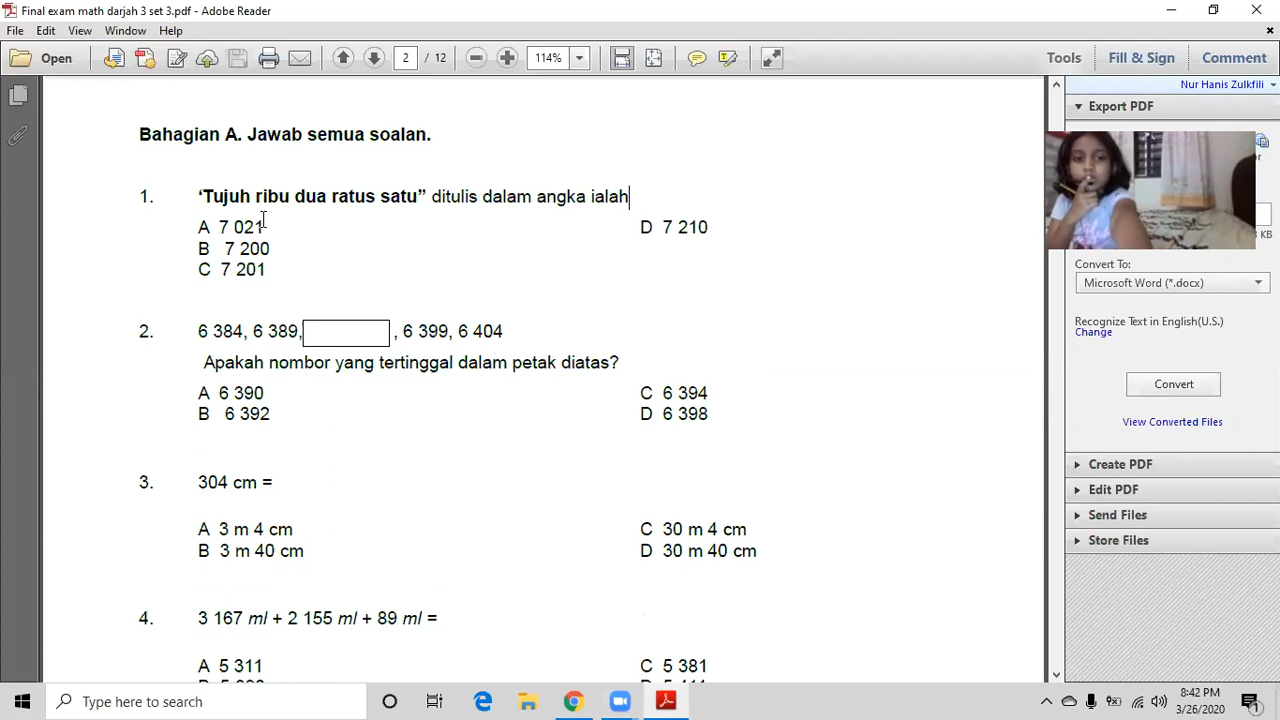 Final exam math darjah 3 set 3.pdf - Adobe Reader
File Edit View Window Help
Open 2 / 12 114% Tools Fill & Sign Comment
Nur Hanis Zulkfili
Export PDF
Bahagian A. Jawab semua soalan.
1. ‘Tujuh ribu dua ratus satu” ditulis dalam angka ialah
A 7 021 D 7 210
B 7 200
C 7 201
KB
Convert To:
Microsoft Word (*.docx)
Recognize Text in English(U.S.)
Change
Convert
View Converted Files
2. 6 384, 6 389, , 6 399, 6 404
Apakah nombor yang tertinggal dalam petak diatas?
A 6 390 C 6 394
B 6 392 D 6 398
Create PDF
Edit PDF
Send Files
Store Files
3. 304 cm =
A 3 m 4 cm C 30 m 4 cm
B 3 m 40 cm D 30 m 40 cm
4. 3 167 ml + 2 155 ml + 89 ml =
A 5 311 C 5 381
Type here to search
8:42 PM
3/26/2020